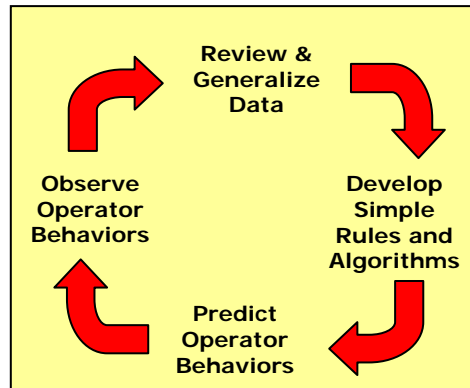 Review &
Generalize
Data
Develop
Simple
Rules and
Algorithms
Predict
Operator
Behaviors
Observe
Operator
Behaviors